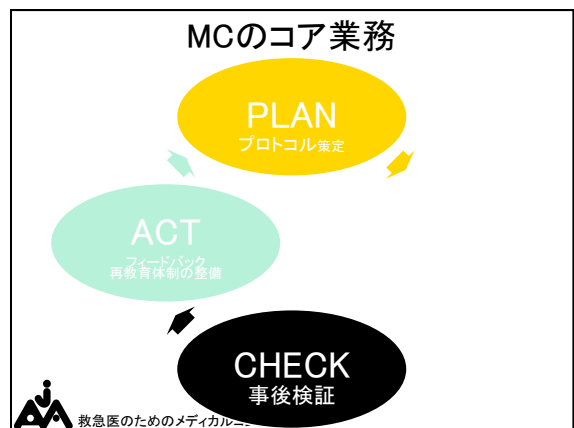 MCのコア業務
PLAN
プロトコル策定
ACT
フィードバック
再教育体制の整備
CHECK
事後検証
救急医のためのメディカルコ